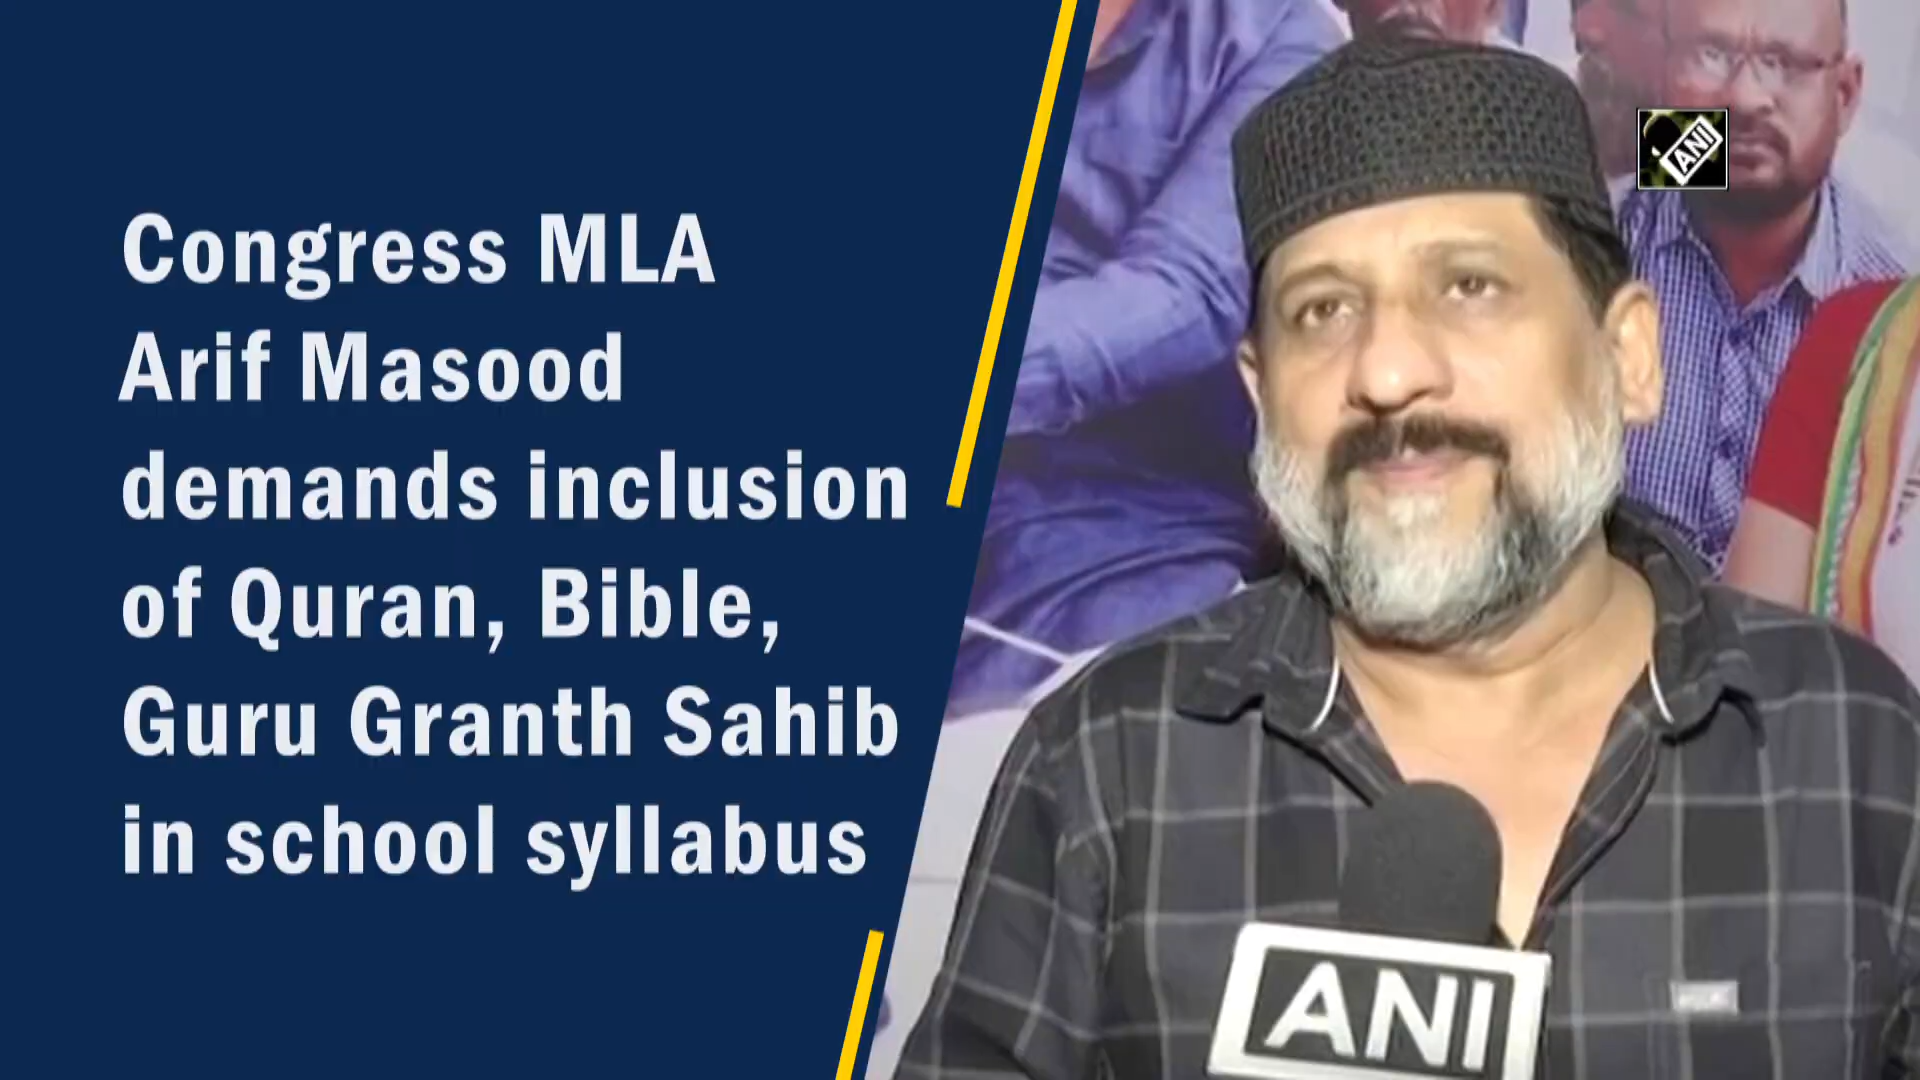 Congress MLA
Arif Masood
demands inclusion
of Quran, Bible,
Guru Granth Sahib
in school syllabus
ANI
ANI